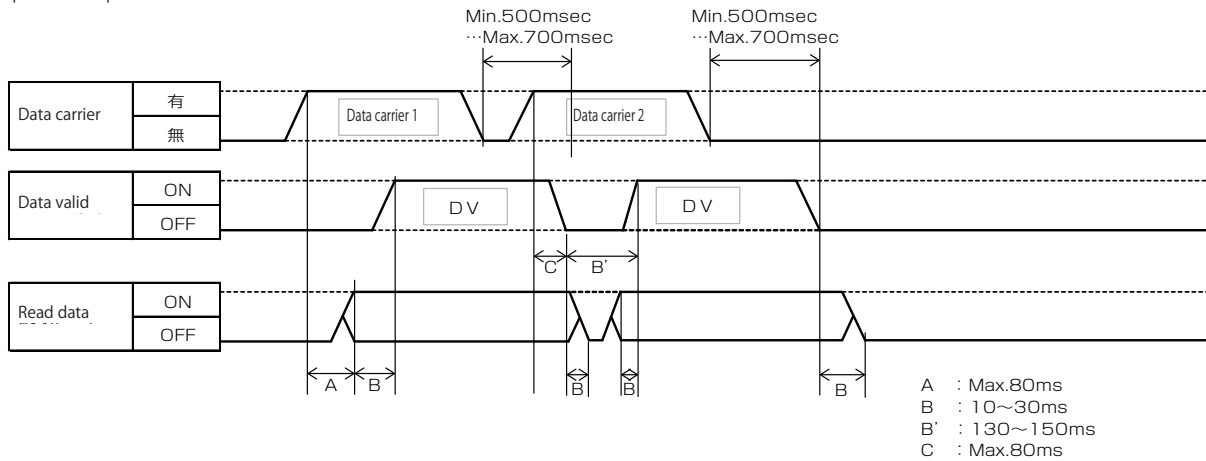 Min.500msec
…Max.700msec
Min.500msec
…Max.700msec
Data carrier
有
無
Data carrier 1
Data carrier 2
Data valid
ON
OFF
DV
DV
C
B'
Read data
ON
OFF
A
B
B
B
B
A : Max.80ms
B : 10～30ms
B' : 130～150ms
C : Max.80ms